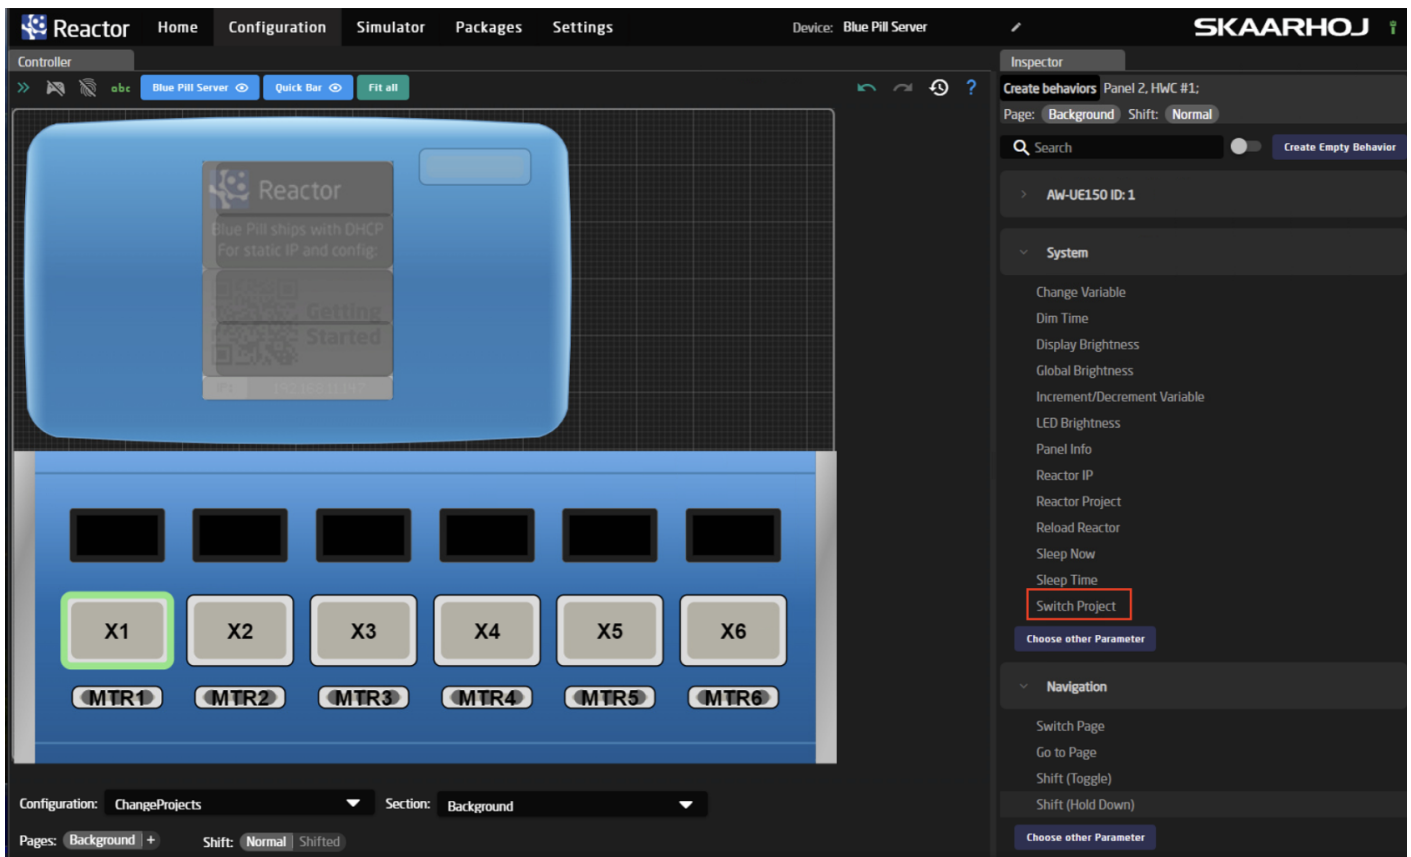 Reactor Home Configuration Simulator Packages Settings Device: Blue Pill Server SKAARHOJ
Controller
abc Blue Pill Server Quick Bar Fit all ?
Reactor
Blue Pill ships with DHCP
For static IP and config:
Getting
Started
X1 X2 X3 X4 X5 X6
MTR1 MTR2 MTR3 MTR4 MTR5 MTR6
Configuration: ChangeProjects Section: Background
Pages: Background + Shift: Normal Shifted
Inspector
Create behaviors Panel 2, HWC #1;
Page: Background Shift: Normal
Search Create Empty Behavior
AW-UE150 ID: 1
System
Change Variable
Dim Time
Display Brightness
Global Brightness
Increment/Decrement Variable
LED Brightness
Panel Info
Reactor IP
Reactor Project
Reload Reactor
Sleep Now
Sleep Time
Switch Project
Choose other Parameter
Navigation
Switch Page
Go to Page
Shift (Toggle)
Shift (Hold Down)
Choose other Parameter